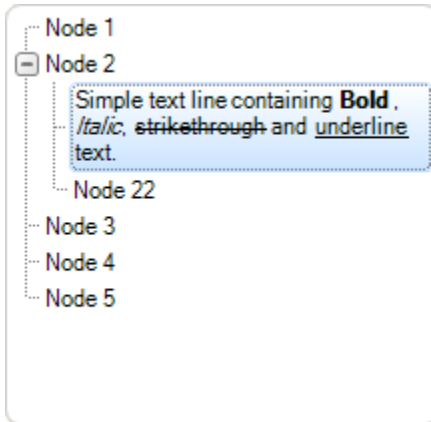 Node 1
Node 2
Simple text line containing Bold ,
Italic, strikethrough and underline
text.
Node 22
Node 3
Node 4
Node 5